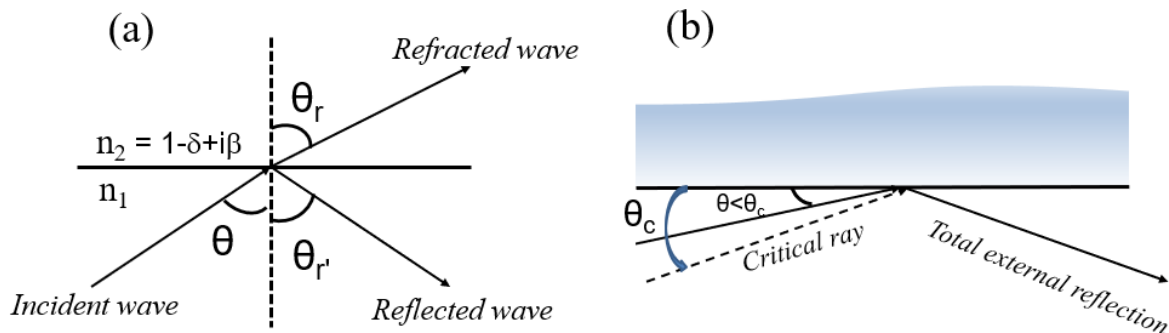 (a)
Refracted wave
θr
n2 = 1-δ+iβ
n1
θ
θr'
Incident wave
Reflected wave
(b)
θc
θ<θc
Critical ray
Total external reflection